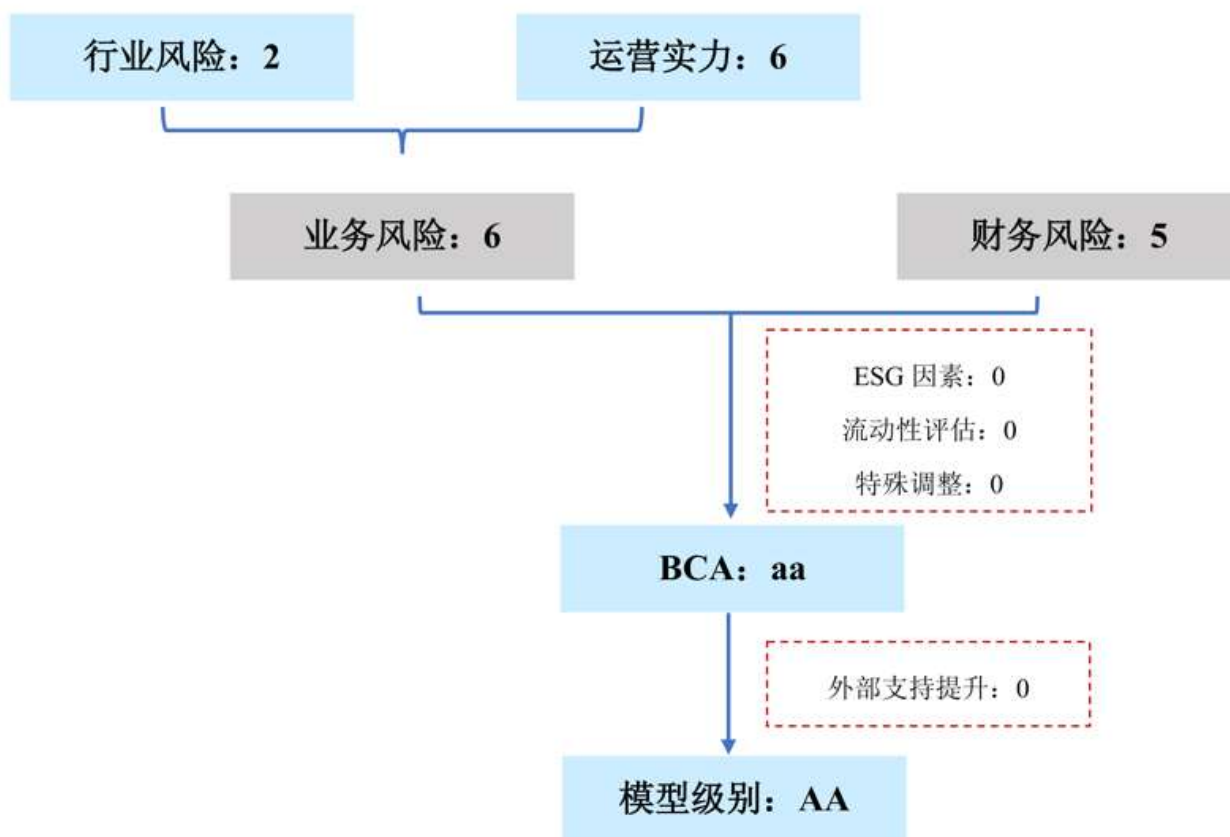 行业风险：2
运营实力：6
业务风险：6
财务风险：5
ESG 因素：0
流动性评估：0
特殊调整：0
BCA：aa
外部支持提升：0
模型级别：AA